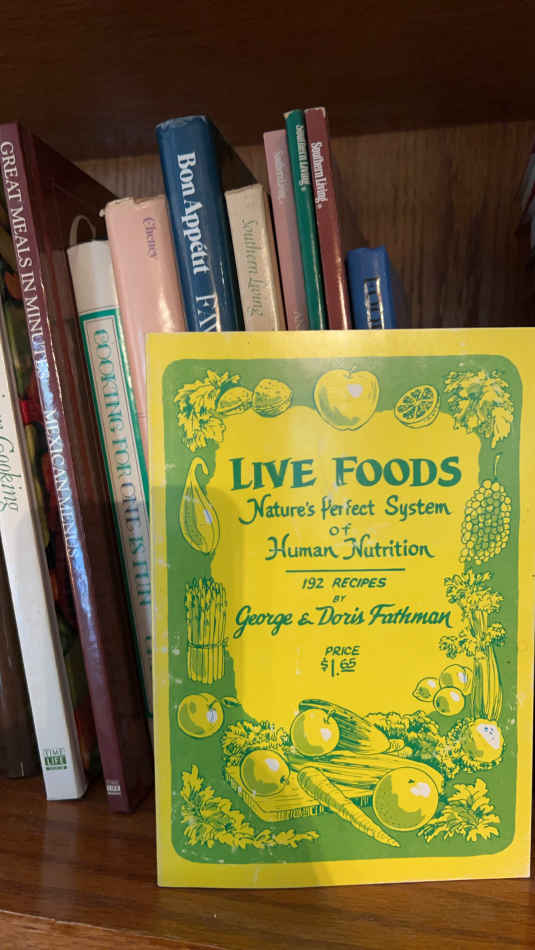 GREAT MEALS IN MINUTES
MEXICAN MENUS
COOKING FOR ONE IS FUN
Cheney
Bon Appétit
Southern Living
Southern Living
Southern Living
Cooking
TIME
LIFE
LIVE FOODS
Nature's Perfect System
of
Human Nutrition
192 RECIPES
BY
George & Doris Fathman
PRICE
$1.65